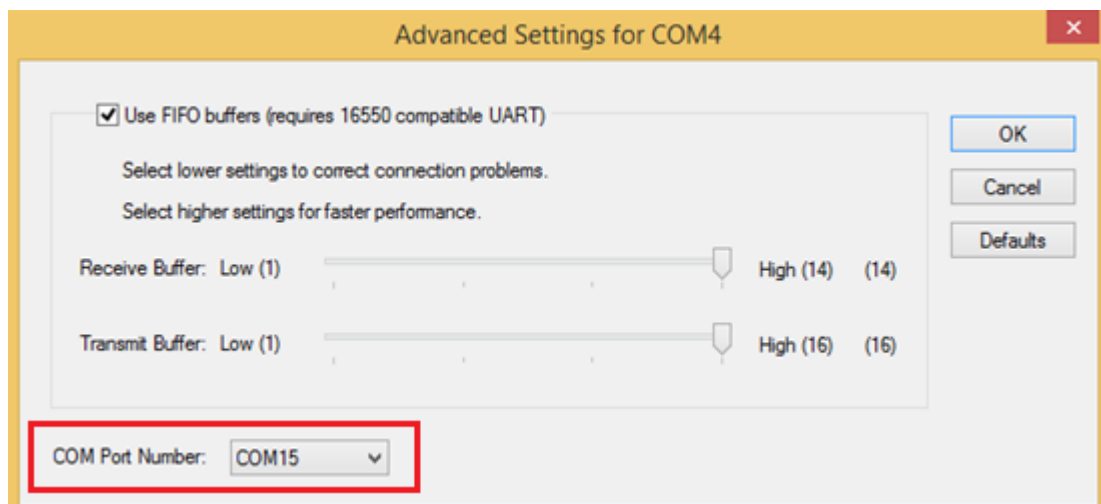 Advanced Settings for COM4
Use FIFO buffers (requires 16550 compatible UART)
OK
Select lower settings to correct connection problems.
Cancel
Select higher settings for faster performance.
Defaults
Receive Buffer: Low (1) High (14) (14)
Transmit Buffer: Low (1) High (16) (16)
COM Port Number: COM15